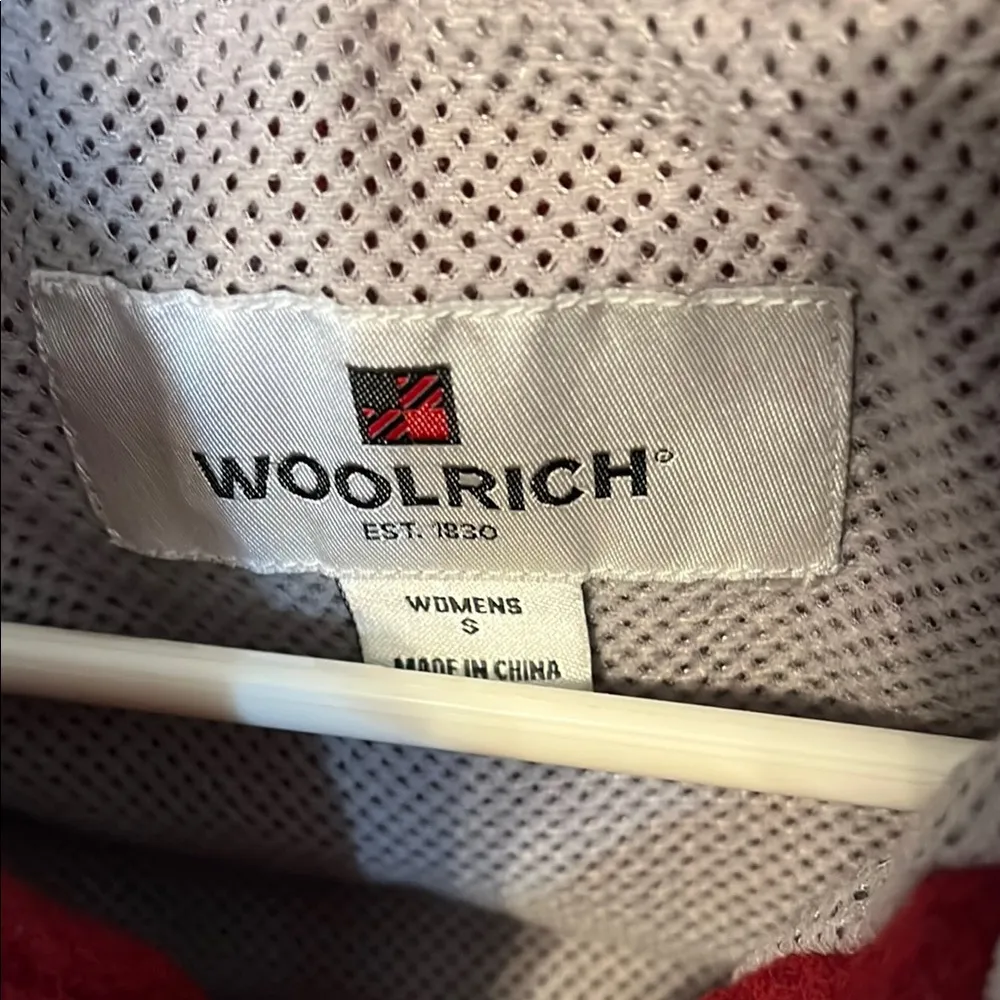 WOOLRICH®
EST. 1830
WOMENS
S
MADE IN CHINA